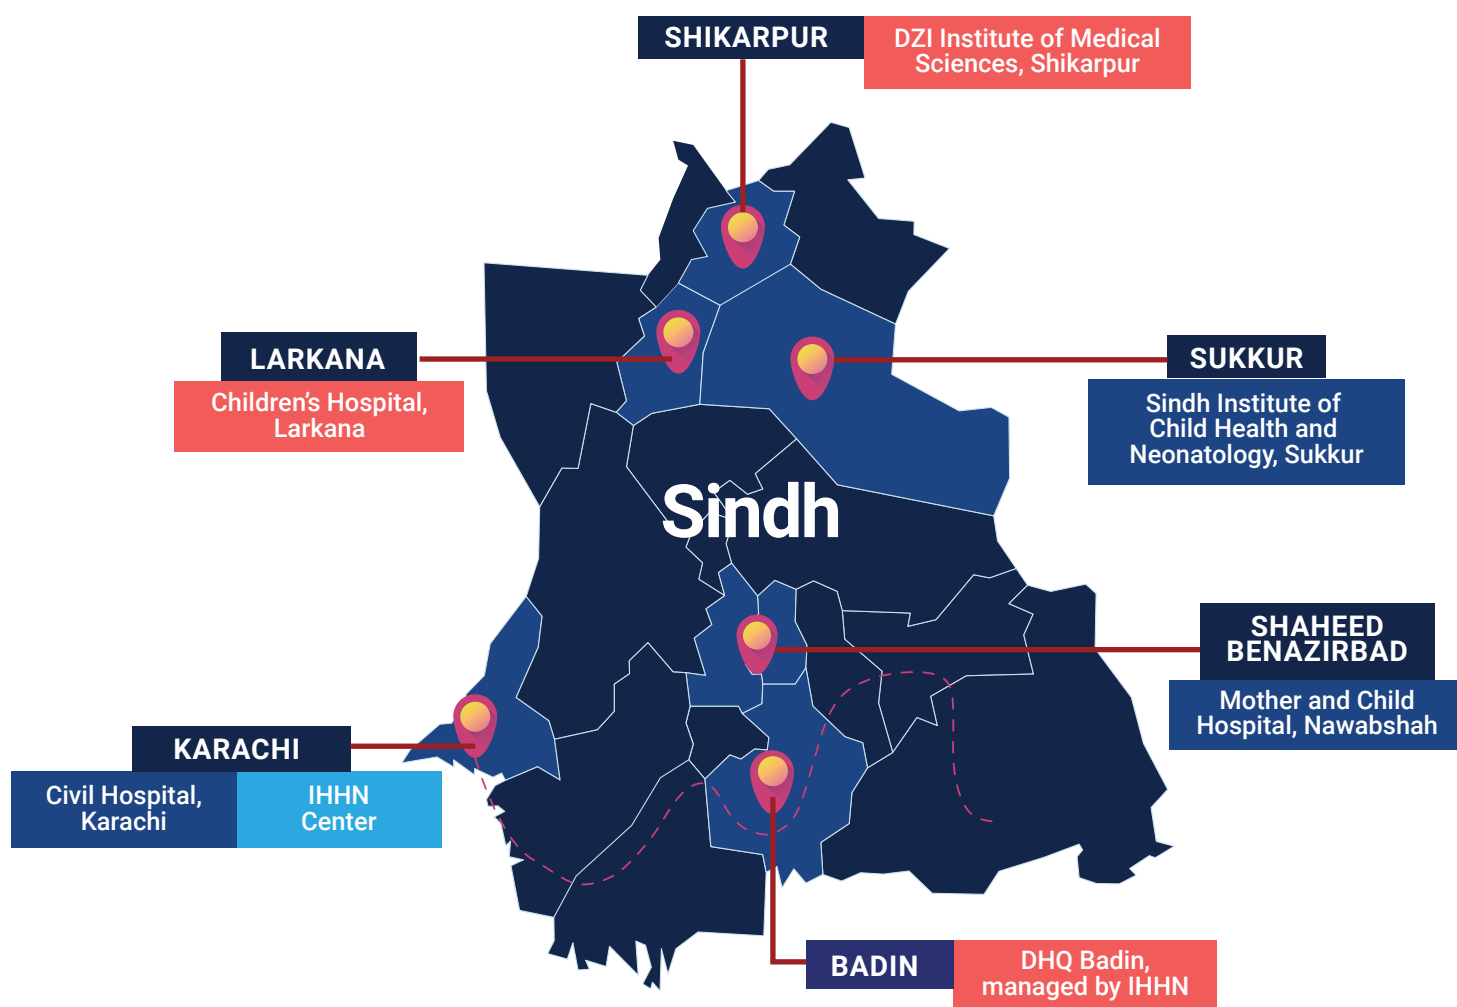 SHIKARPUR
DZI Institute of Medical
Sciences, Shikarpur
LARKANA
Children's Hospital,
Larkana
SUKKUR
Sindh Institute of
Child Health and
Neonatology, Sukkur
Sindh
SHAHEED
BENAZIRBAD
Mother and Child
Hospital, Nawabshah
KARACHI
Civil Hospital,
Karachi
IHHN
Center
BADIN
DHQ Badin,
managed by IHHN